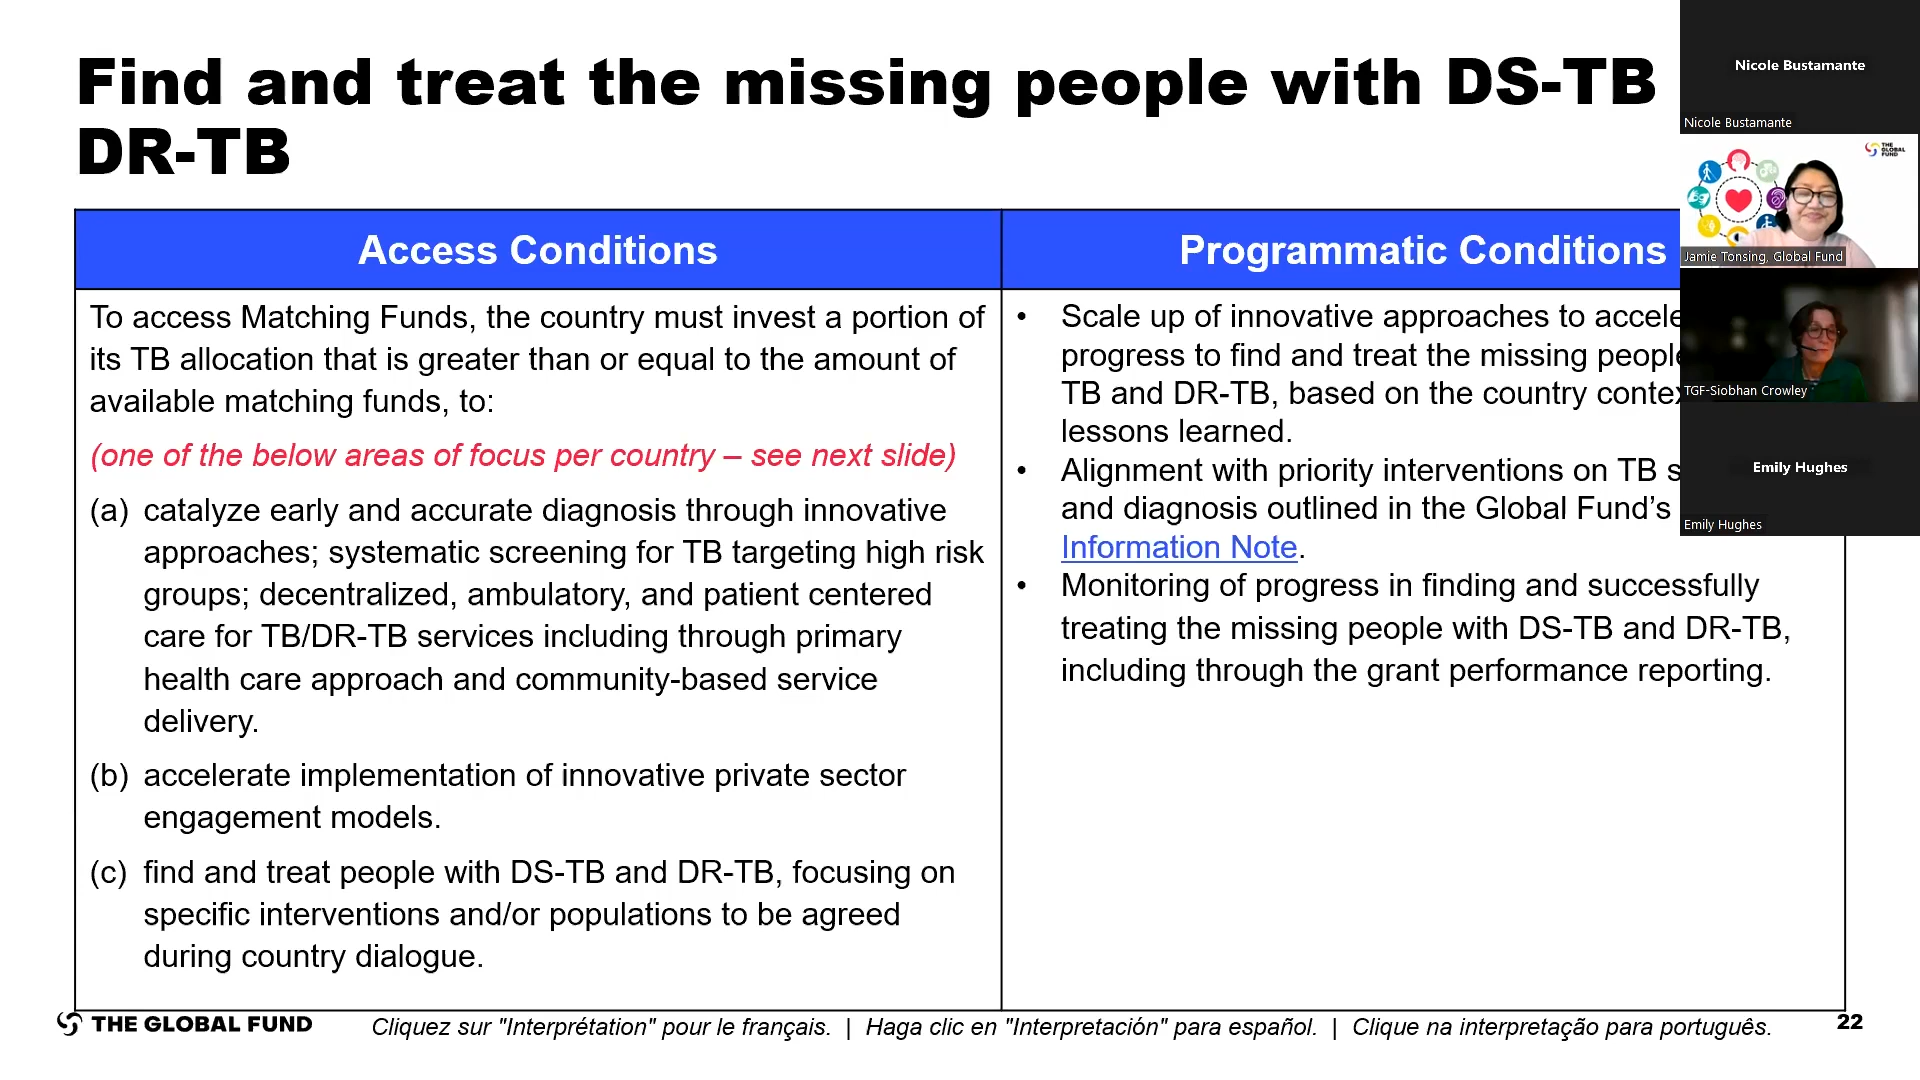 Find and treat the missing people with DS-TB
DR-TB
Access Conditions
Programmatic Conditions
To access Matching Funds, the country must invest a portion of
its TB allocation that is greater than or equal to the amount of
available matching funds, to:
(one of the below areas of focus per country – see next slide)
(a) catalyze early and accurate diagnosis through innovative
approaches; systematic screening for TB targeting high risk
groups; decentralized, ambulatory, and patient centered
care for TB/DR-TB services including through primary
health care approach and community-based service
delivery.
(b) accelerate implementation of innovative private sector
engagement models.
(c) find and treat people with DS-TB and DR-TB, focusing on
specific interventions and/or populations to be agreed
during country dialogue.
• Scale up of innovative approaches to
progress to find and treat the missing
TB and DR-TB, based on the country
lessons learned.
• Alignment with priority interventions on TB
and diagnosis outlined in the Global Fund’s
Information Note.
• Monitoring of progress in finding and successfully
treating the missing people with DS-TB and DR-TB,
including through the grant performance reporting.
Nicole Bustamante
Nicole Bustamante
THE GLOBAL FUND
Jamie Tonsing, Global Fund
TGF-Siobhan Crowley
Emily Hughes
Emily Hughes
THE GLOBAL FUND
Cliquez sur "Interprétation" pour le français. | Haga clic en "Interpretación" para español. | Clique na interpretação para português.
22